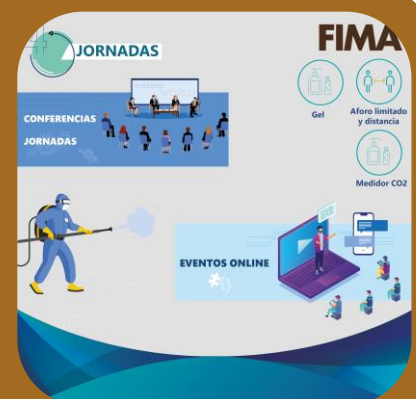 JORNADAS
FIMA
CONFERENCIAS
JORNADAS
Gel
Aforo limitado
y distancia
Medidor CO2
EVENTOS ONLINE